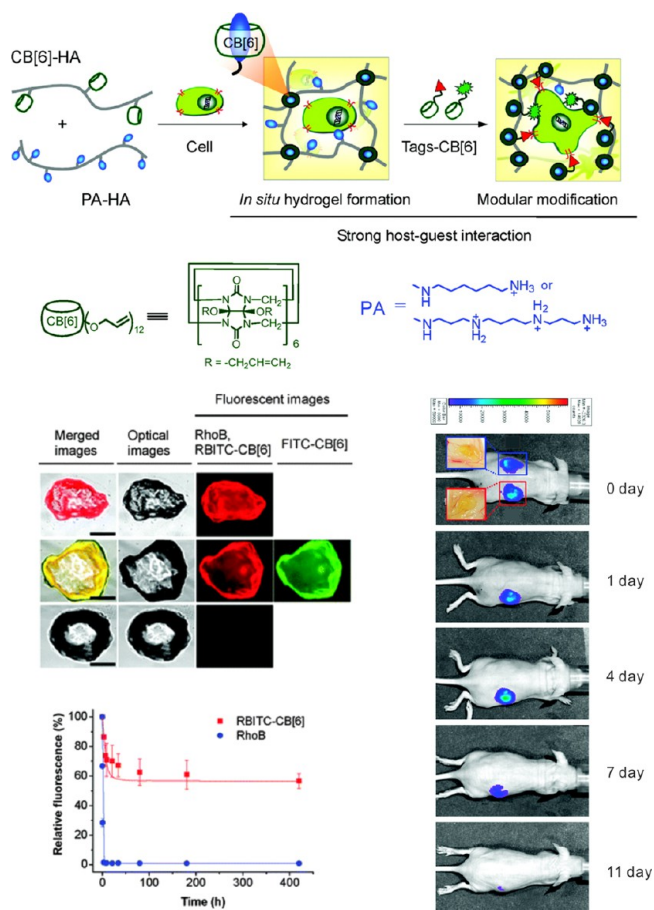 CB[6]-HA
+
PA-HA
Cell
CB[6]
In situ hydrogel formation
Tags-CB[6]
Modular modification
Strong host-guest interaction
CB[6]
O
12
≡
O
N
N-CH₂
RO
OR
N
N-CH₂
O
6
R = -CH₂CH=CH₂
PA =
N
H
NH₃
+
or
N
H
N
H₂
+
H₂
N
+
NH₃
+
Fluorescent images
Merged
images
Optical
images
RhoB,
RBITC-CB[6]
FITC-CB[6]
Relative fluorescence (%)
100
80
60
40
20
0
RBITC-CB[6]
RhoB
0
100
200
300
400
Time (h)
0 day
1 day
4 day
7 day
11 day